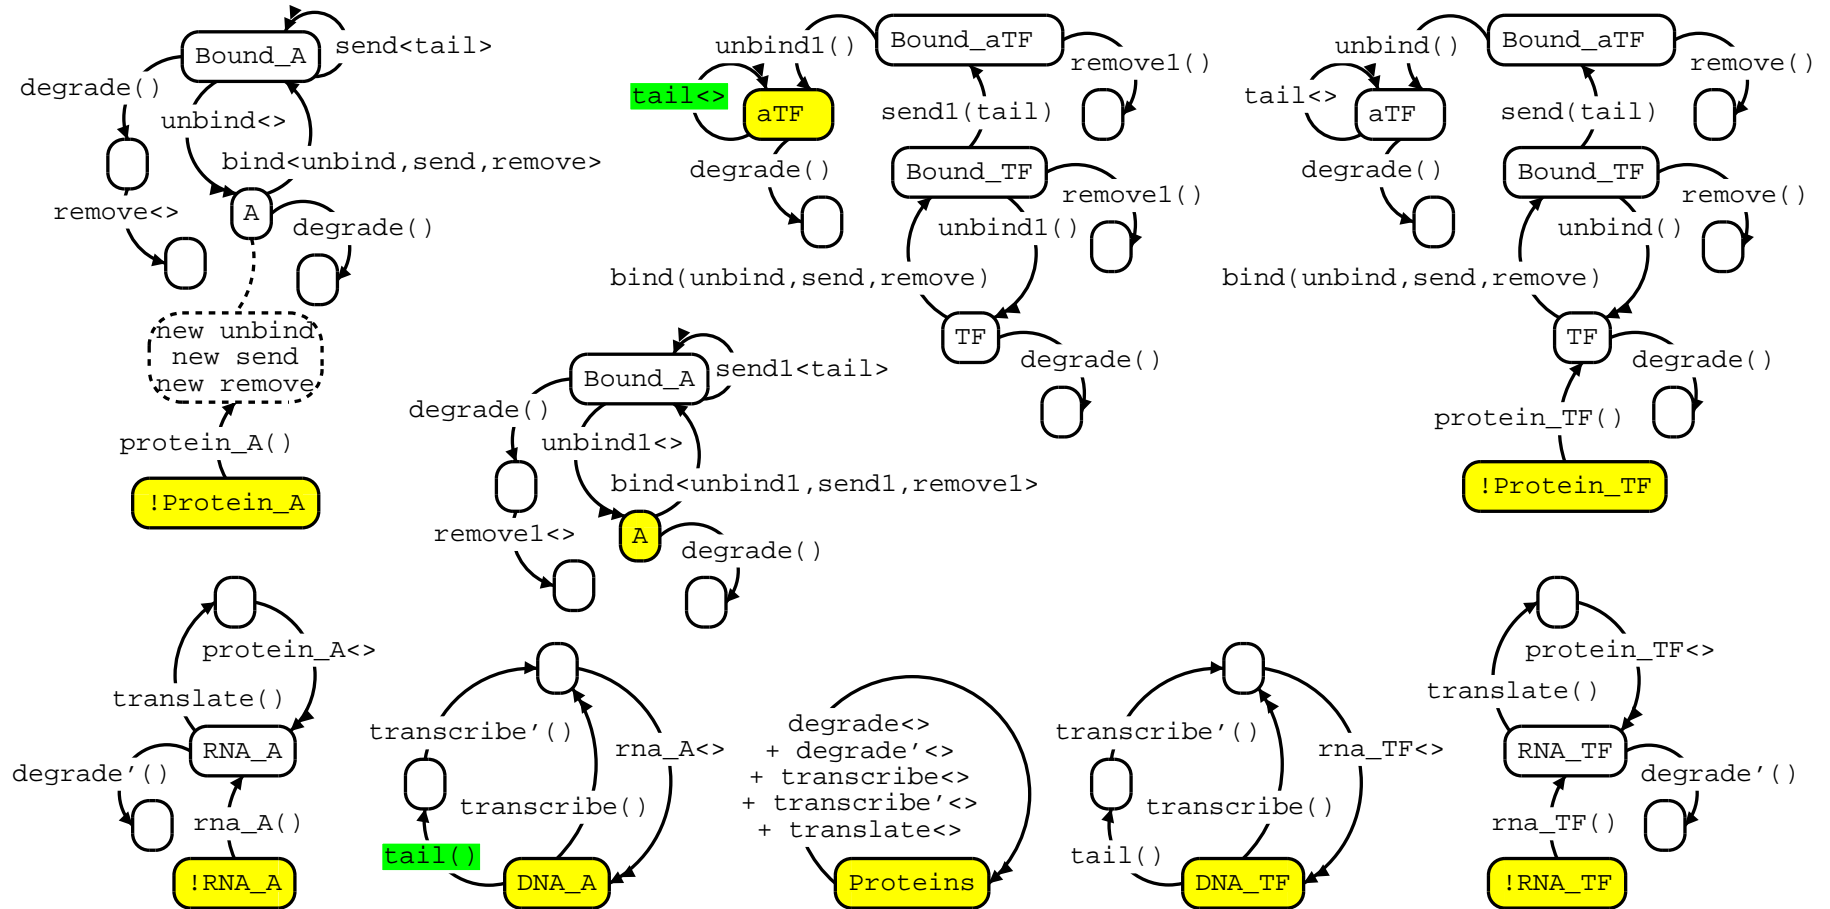 Bound_A
send<tail>
degrade()
unbind<>
bind<unbind,send,remove>
remove<>
A
degrade()
new unbind
new send
new remove
protein_A()
!Protein_A
unbind1()
Bound_aTF
remove1()
tail<>
aTF
send1(tail)
degrade()
Bound_TF
remove1()
unbind1()
bind(unbind,send,remove)
TF
degrade()
unbind()
Bound_aTF
remove()
tail<>
aTF
send(tail)
degrade()
Bound_TF
remove()
unbind()
bind(unbind,send,remove)
TF
degrade()
protein_TF()
!Protein_TF
Bound_A
send1<tail>
degrade()
unbind1<>
bind<unbind1,send1,remove1>
remove1<>
A
degrade()
protein_A<>
translate()
RNA_A
degrade'()
rna_A()
!RNA_A
transcribe'()
rna_A<>
transcribe()
tail()
DNA_A
degrade<>
+ degrade'<>
+ transcribe<>
+ transcribe'<>
+ translate<>
Proteins
transcribe'()
rna_TF<>
transcribe()
tail()
DNA_TF
protein_TF<>
translate()
RNA_TF
degrade'()
rna_TF()
!RNA_TF